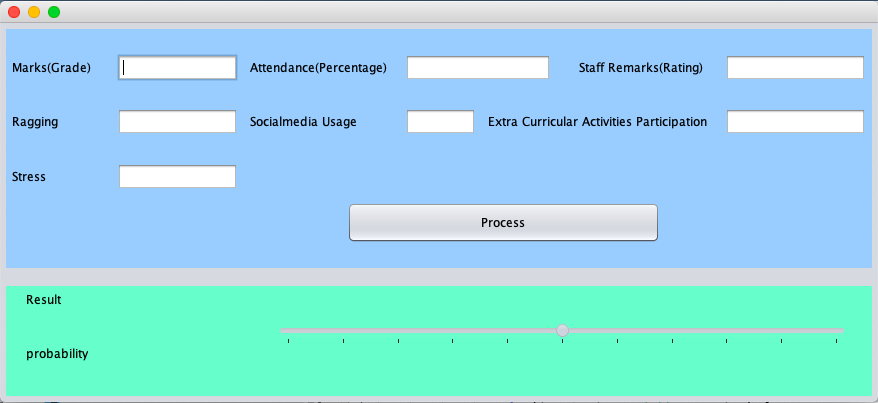 Marks(Grade) Attendance(Percentage) Staff Remarks(Rating)
Ragging Socialmedia Usage Extra Curricular Activities Participation
Stress
Process
Result
probability